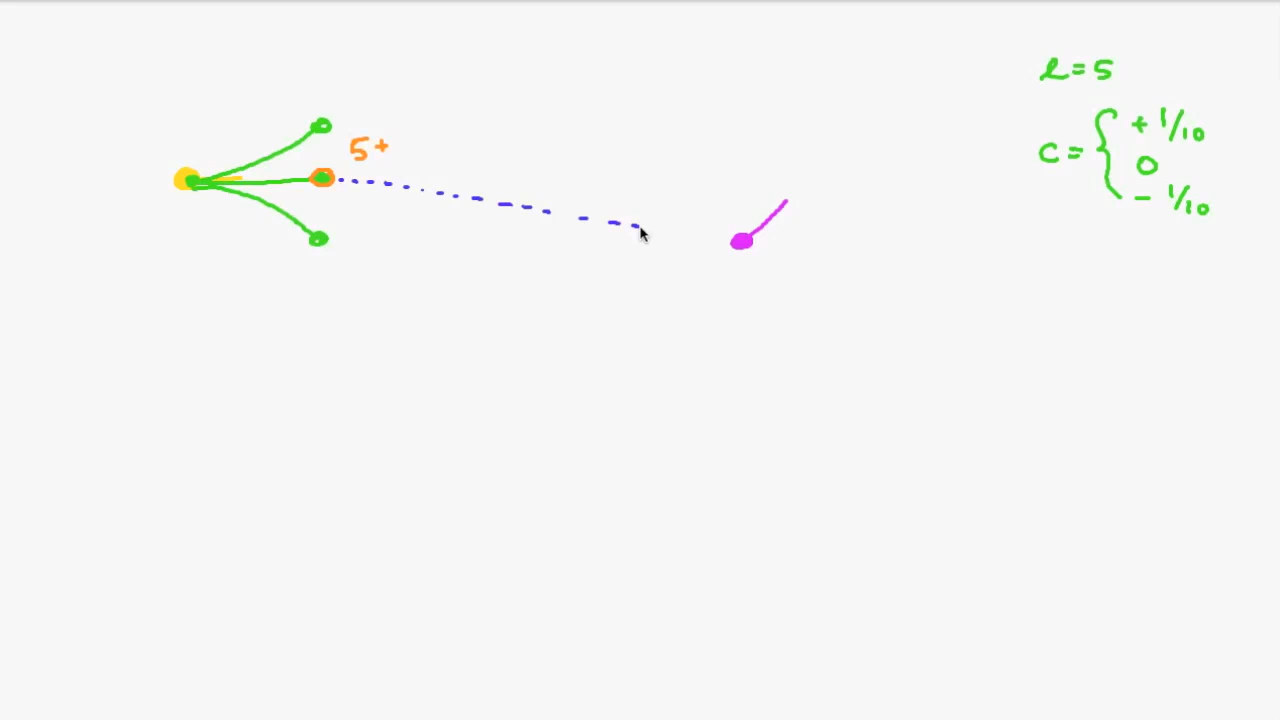 l = 5
5+
c = { + 1/10
0
- 1/10